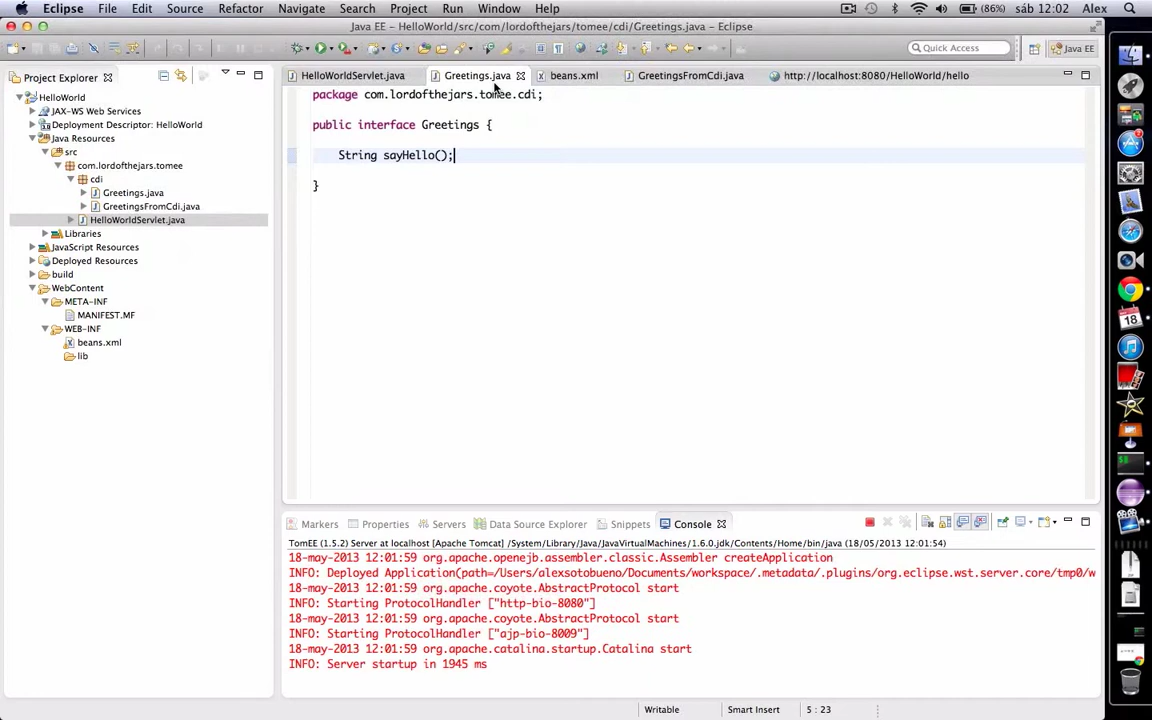 Eclipse File Edit Source Refactor Navigate Search Project Run Window Help (86%) sáb 12:02 Alex
Java EE - HelloWorld/src/com/lordofthejars/tomee/cdi/Greetings.java - Eclipse
Quick Access Java EE
Project Explorer
HelloWorld
JAX-WS Web Services
Deployment Descriptor: HelloWorld
Java Resources
src
com.lordofthejars.tomee
cdi
Greetings.java
GreetingsFromCdi.java
HelloWorldServlet.java
Libraries
JavaScript Resources
Deployed Resources
build
WebContent
META-INF
MANIFEST.MF
WEB-INF
beans.xml
lib
HelloWorldServlet.java Greetings.java beans.xml GreetingsFromCdi.java http://localhost:8080/HelloWorld/hello
package com.lordofthejars.tomee.cdi;
public interface Greetings {
String sayHello();
}
Markers Properties Servers Data Source Explorer Snippets Console
TomEE (1.5.2) Server at localhost [Apache Tomcat] /System/Library/Java/JavaVirtualMachines/1.6.0.jdk/Contents/Home/bin/java (18/05/2013 12:01:54)
18-may-2013 12:01:59 org.apache.openejb.assembler.classic.Assembler createApplication
INFO: Deployed Application(path=/Users/alexsotobueno/Documents/workspace/.metadata/.plugins/org.eclipse.wst.server.core/tmp0/w
18-may-2013 12:01:59 org.apache.coyote.AbstractProtocol start
INFO: Starting ProtocolHandler ["http-bio-8080"]
18-may-2013 12:01:59 org.apache.coyote.AbstractProtocol start
INFO: Starting ProtocolHandler ["ajp-bio-8009"]
18-may-2013 12:01:59 org.apache.catalina.startup.Catalina start
INFO: Server startup in 1945 ms
Writable Smart Insert 5 : 23
18